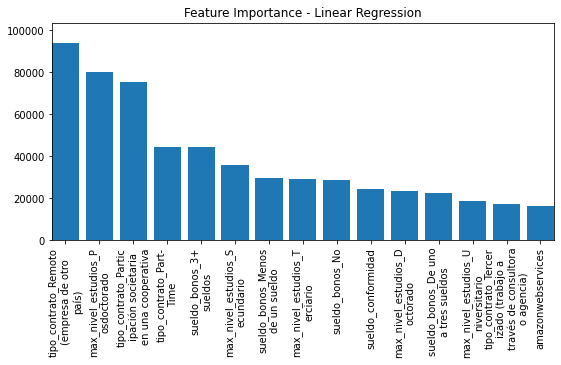 Feature Importance - Linear Regression
100000
80000
60000
40000
20000
0
tipo_contrato_Remoto
(empresa de otro
país)
max_nivel_estudios_P
osdoctorado
tipo_contrato_Partic
ipación societaria
en una cooperativa
tipo_contrato_Part-
Time
sueldo_bonos_3+
sueldos
max_nivel_estudios_S
ecundario
sueldo_bonos_Menos
de un sueldo
max_nivel_estudios_T
erciario
sueldo_bonos_No
sueldo_conformidad
max_nivel_estudios_D
octorado
sueldo_bonos_De uno
a tres sueldos
max_nivel_estudios_U
niversitario
tipo_contrato_Tercer
izado (trabajo a
través de consultora
o agencia)
amazonwebservices